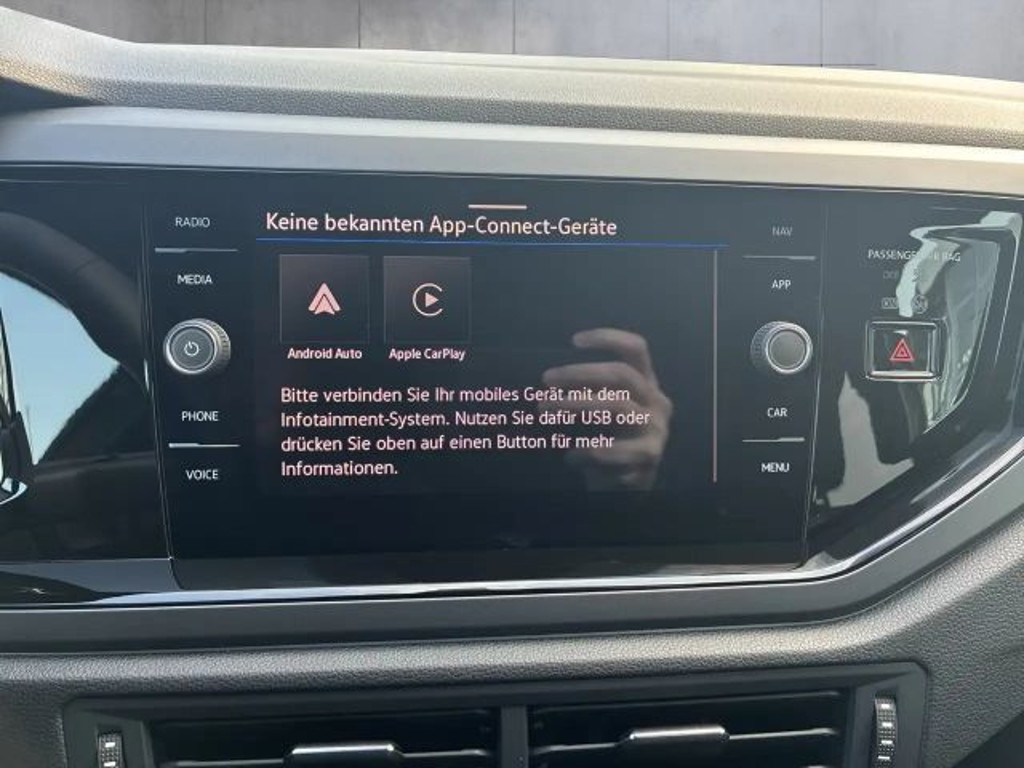 RADIO
MEDIA
PHONE
VOICE
Keine bekannten App-Connect-Geräte
Android Auto
Apple CarPlay
Bitte verbinden Sie Ihr mobiles Gerät mit dem
Infotainment-System. Nutzen Sie dafür USB oder
drücken Sie oben auf einen Button für mehr
Informationen.
NAV
APP
CAR
MENU